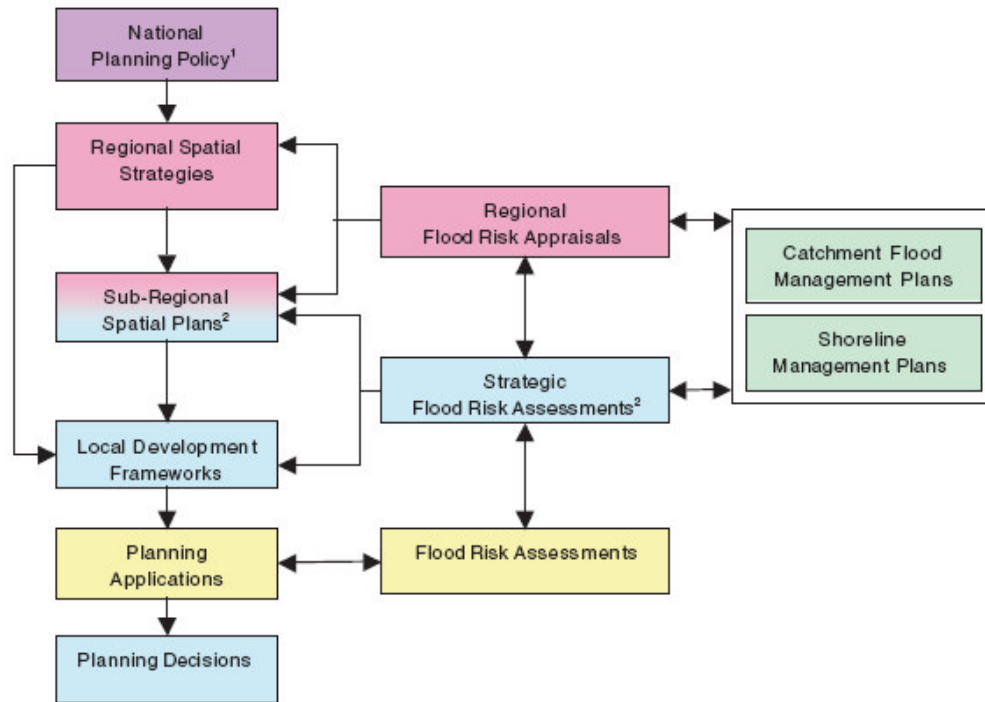 National
Planning Policy¹
Regional Spatial
Strategies
Sub-Regional
Spatial Plans²
Local Development
Frameworks
Planning
Applications
Planning Decisions
Regional
Flood Risk Appraisals
Strategic
Flood Risk Assessments²
Flood Risk Assessments
Catchment Flood
Management Plans
Shoreline
Management Plans